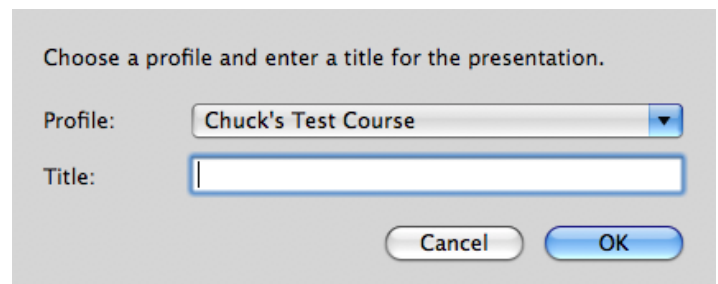 Choose a profile and enter a title for the presentation.
Profile: Chuck's Test Course
Title:
Cancel OK